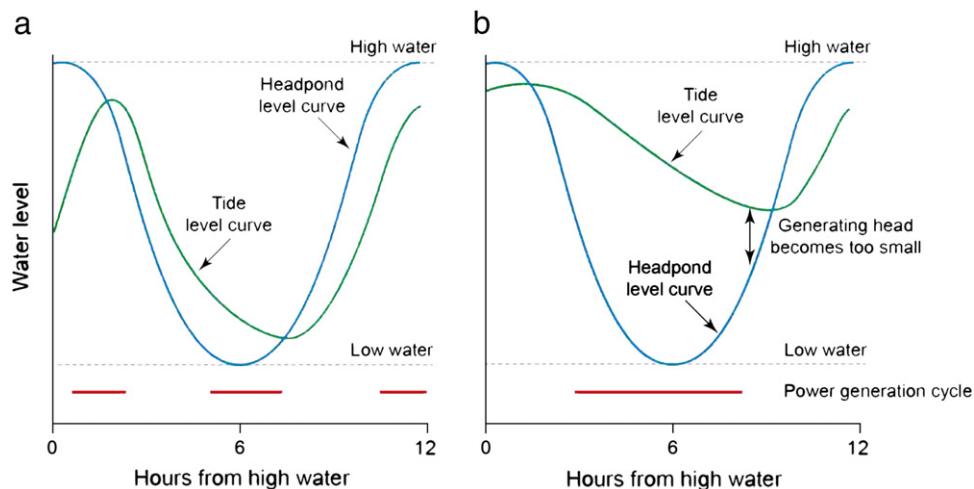 a
High water
Headpond
level curve
Tide
level curve
Water level
Low water
0
6
12
Hours from high water
b
High water
Tide
level curve
Generating head
becomes too small
Headpond
level curve
Low water
Power generation cycle
0
6
12
Hours from high water